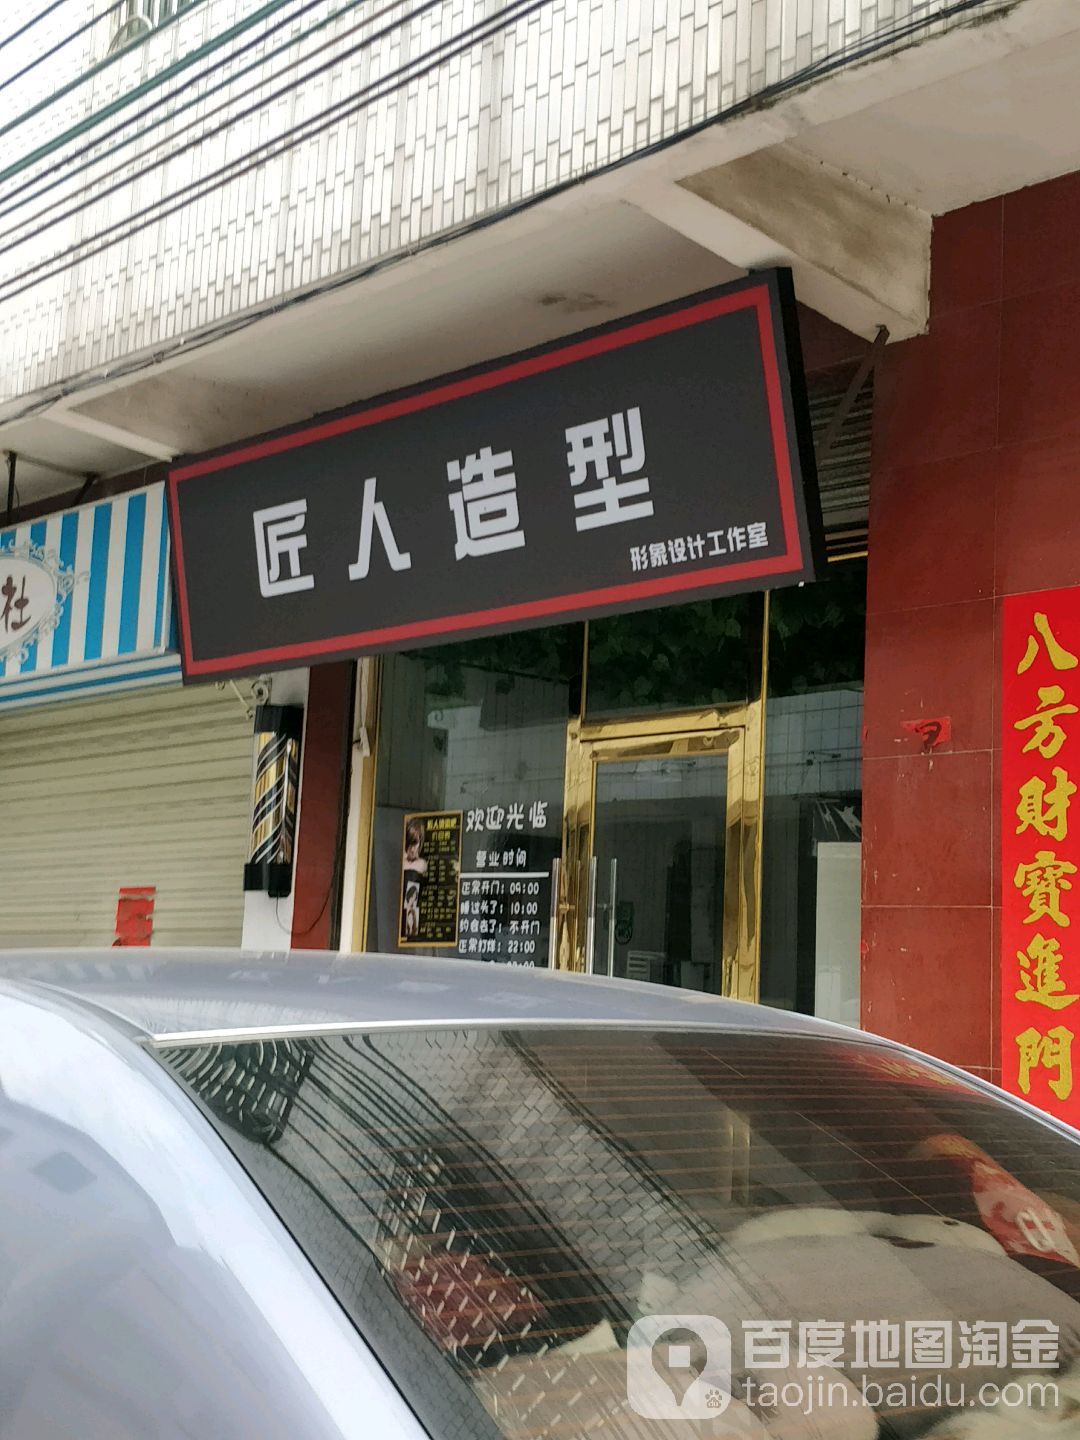 匠人造型
形象设计工作室
社
欢迎光临
营业时间
正常开门：09:00
睡过头了：10:00
约会去了：不开门
正常打烊：22:00
八方财寶進門
百度地图淘金
taojin.baidu.com